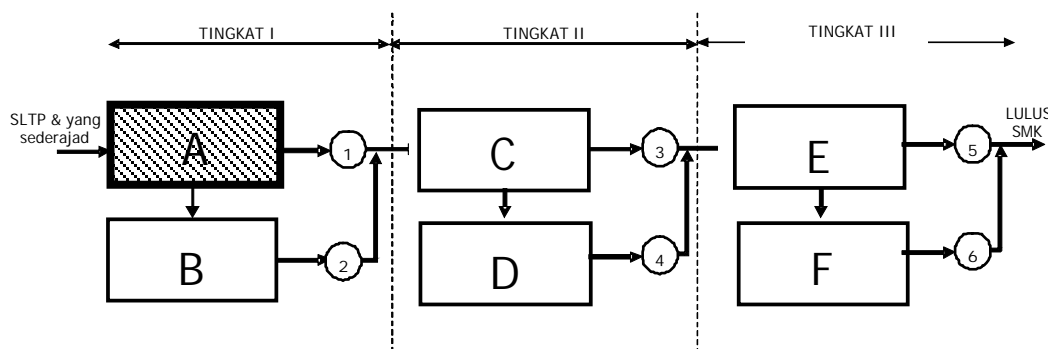 TINGKAT I
TINGKAT II
TINGKAT III
SLTP & yang
sederajad
A
1
C
3
E
5
LULUS
SMK
B
2
D
4
F
6